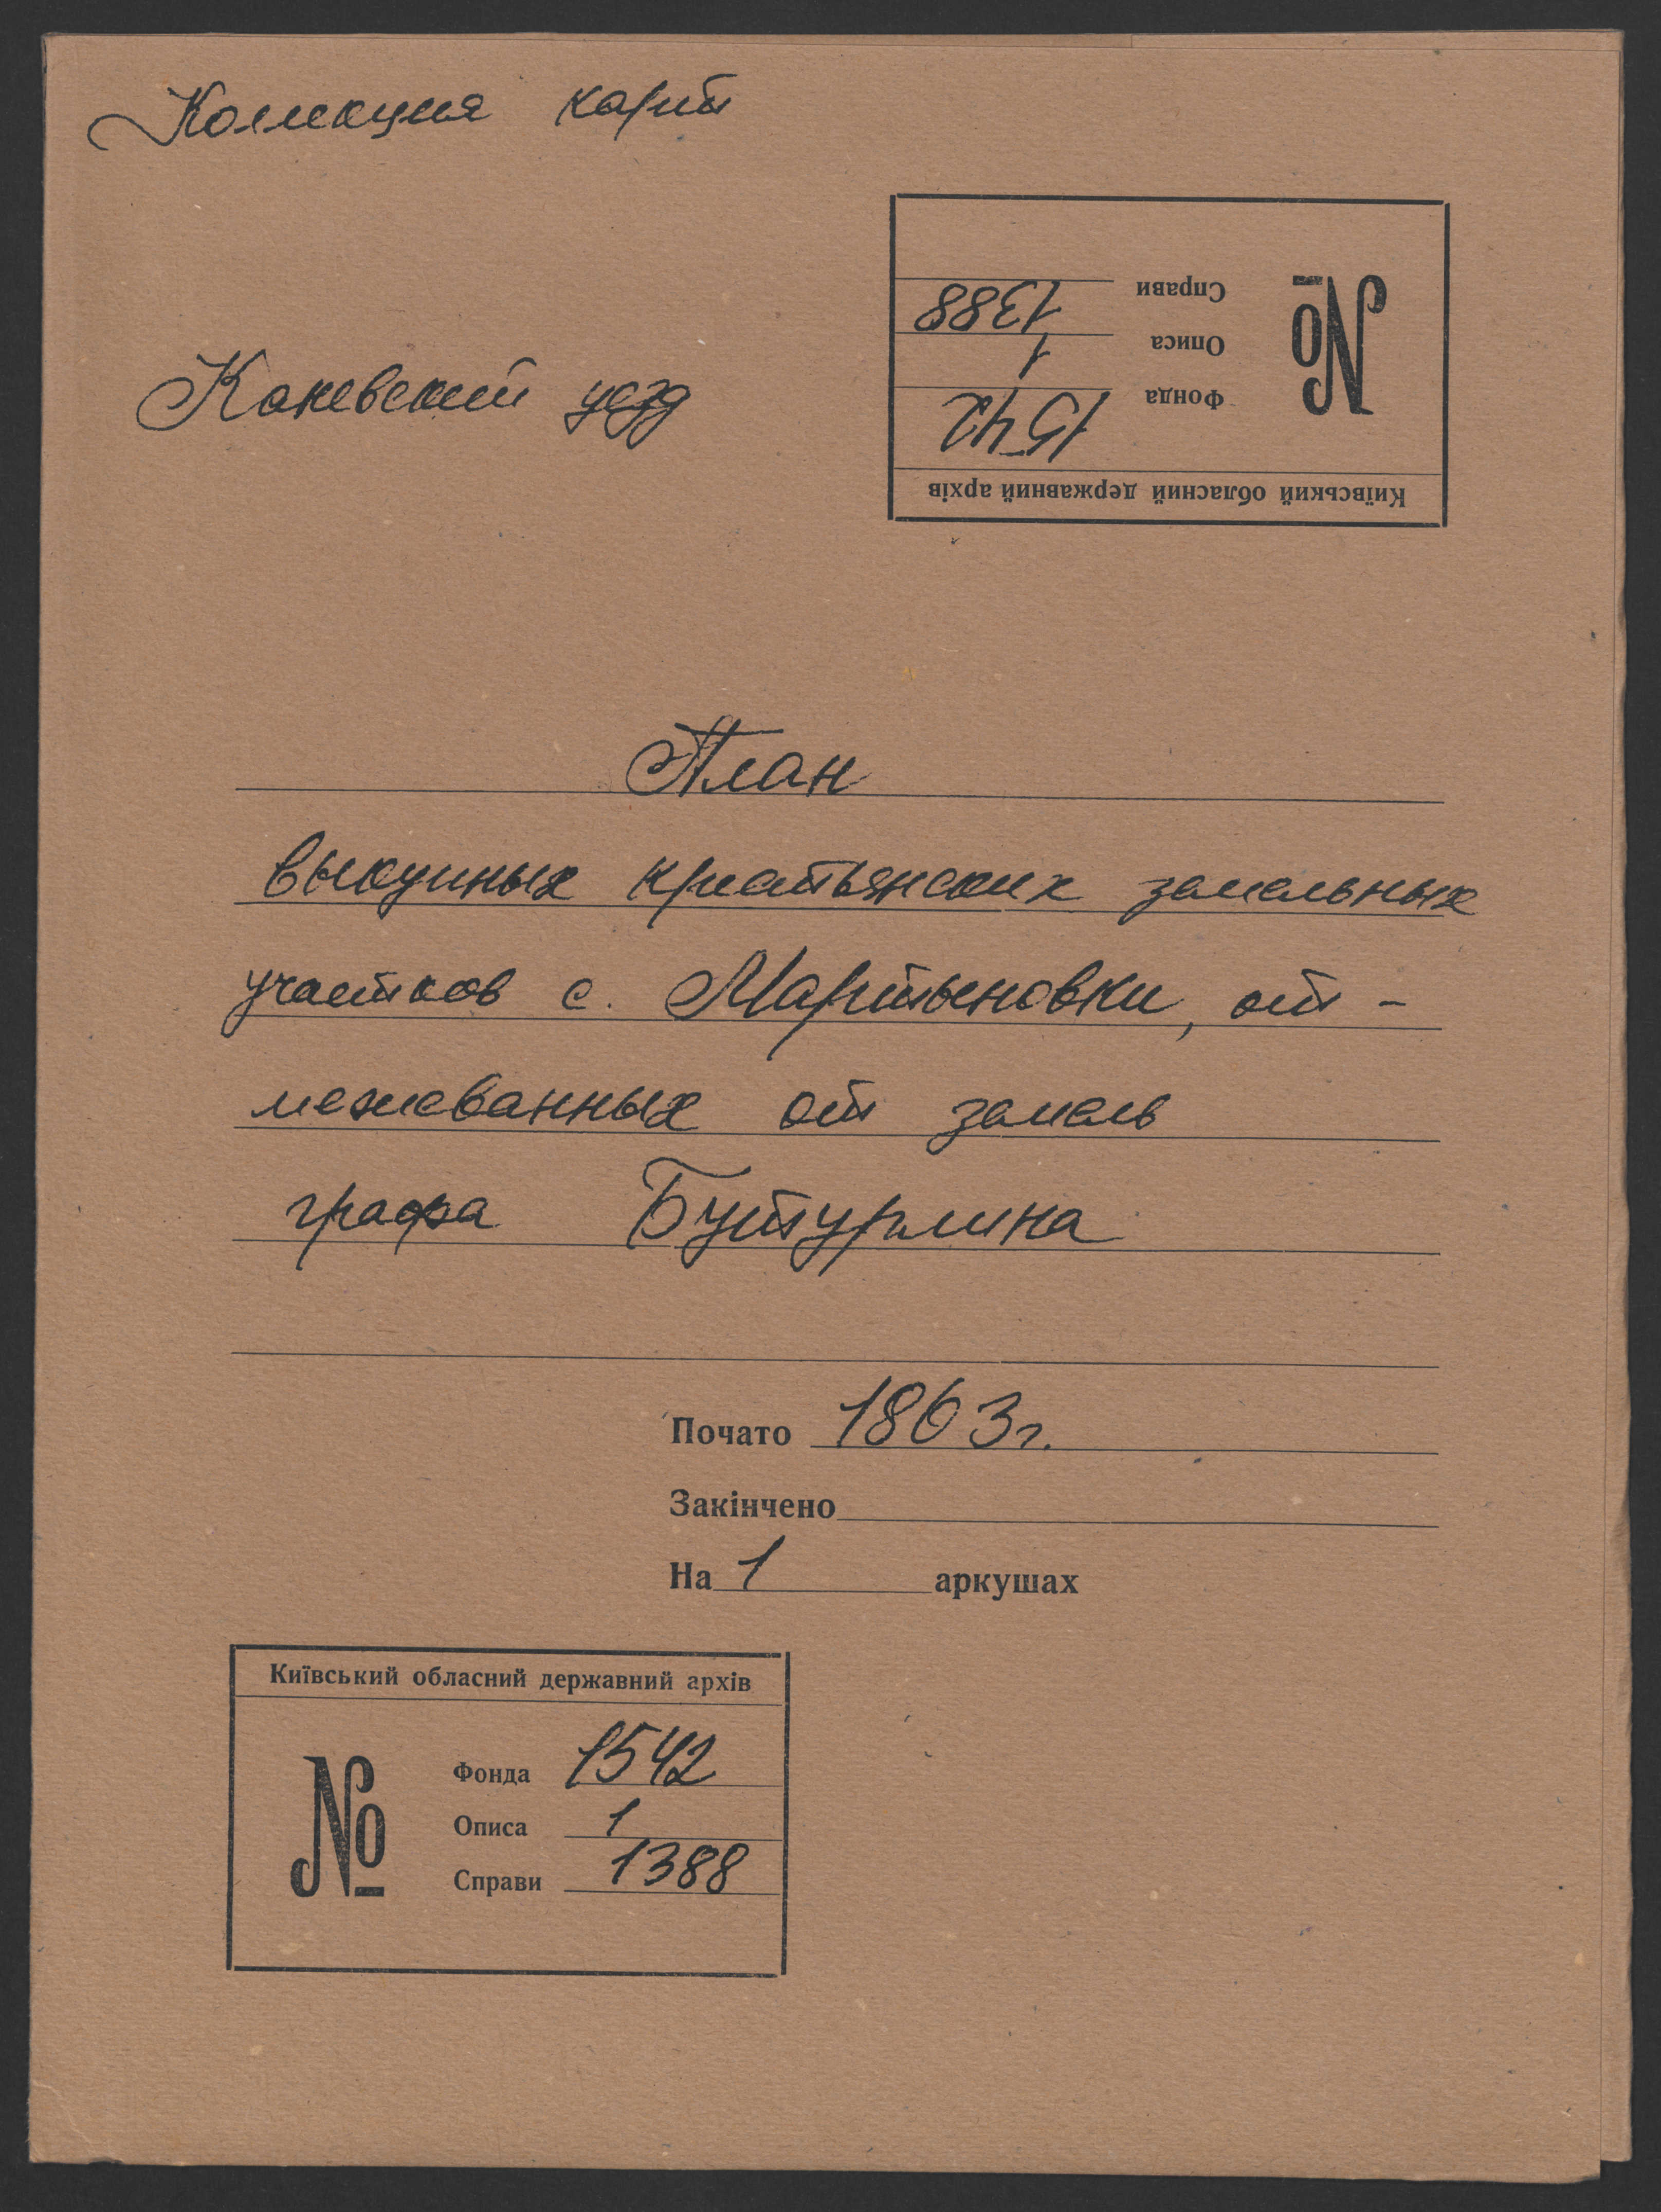 Коллекция карт
Киïвський обласний державний архів
№
Фонда 1542
Описа 1
Справи 1388
Каневский уезд
План
выкупных крестьянских земельных
участков с. Мартыновки, от-
межеванных от земель
графа Бутурлина
Почато 1863 г.
Закінчено
На 1 аркушах
Київський обласний державний архів
№
Фонда 1542
Описа 1
Справи 1388